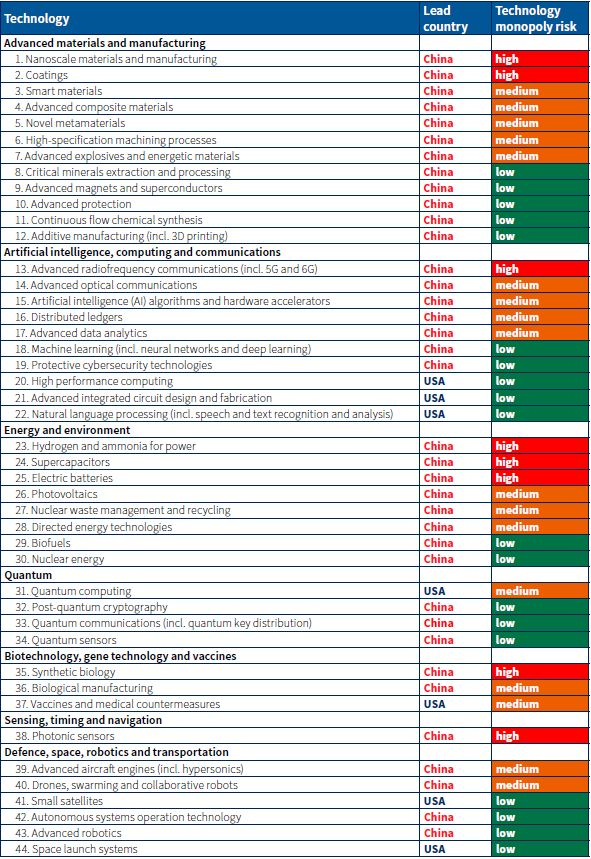 Technology Lead country Technology monopoly risk
Advanced materials and manufacturing
1. Nanoscale materials and manufacturing China high
2. Coatings China high
3. Smart materials China medium
4. Advanced composite materials China medium
5. Novel metamaterials China medium
6. High-specification machining processes China medium
7. Advanced explosives and energetic materials China medium
8. Critical minerals extraction and processing China low
9. Advanced magnets and superconductors China low
10. Advanced protection China low
11. Continuous flow chemical synthesis China low
12. Additive manufacturing (incl. 3D printing) China low
Artificial intelligence, computing and communications
13. Advanced radiofrequency communications (incl. 5G and 6G) China high
14. Advanced optical communications China medium
15. Artificial intelligence (AI) algorithms and hardware accelerators China medium
16. Distributed ledgers China medium
17. Advanced data analytics China medium
18. Machine learning (incl. neural networks and deep learning) China low
19. Protective cybersecurity technologies China low
20. High performance computing USA low
21. Advanced integrated circuit design and fabrication USA low
22. Natural language processing (incl. speech and text recognition and analysis) USA low
Energy and environment
23. Hydrogen and ammonia for power China high
24. Supercapacitors China high
25. Electric batteries China high
26. Photovoltaics China medium
27. Nuclear waste management and recycling China medium
28. Directed energy technologies China medium
29. Biofuels China low
30. Nuclear energy China low
Quantum
31. Quantum computing USA medium
32. Post-quantum cryptography China low
33. Quantum communications (incl. quantum key distribution) China low
34. Quantum sensors China low
Biotechnology, gene technology and vaccines
35. Synthetic biology China high
36. Biological manufacturing China medium
37. Vaccines and medical countermeasures USA medium
Sensing, timing and navigation
38. Photonic sensors China high
Defence, space, robotics and transportation
39. Advanced aircraft engines (incl. hypersonics) China medium
40. Drones, swarming and collaborative robots China medium
41. Small satellites USA low
42. Autonomous systems operation technology China low
43. Advanced robotics China low
44. Space launch systems USA low